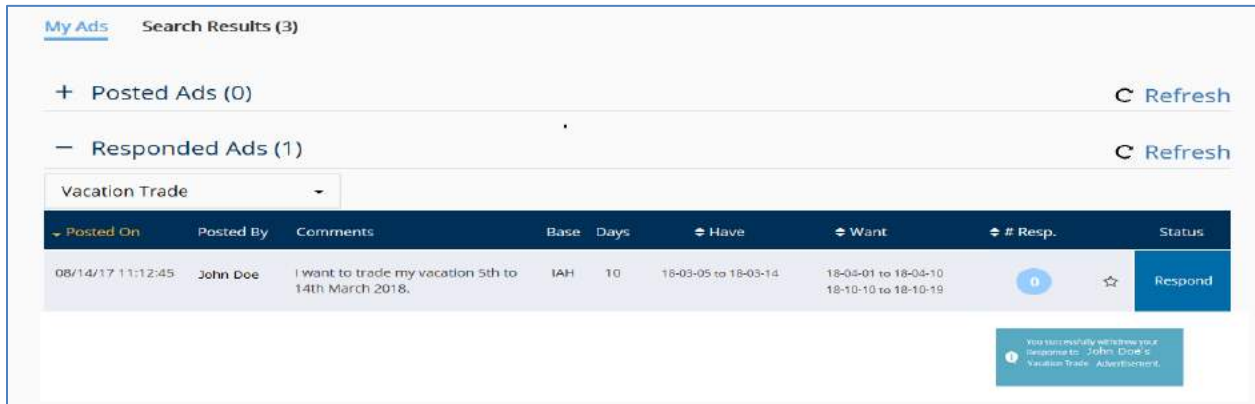 My Ads Search Results (3)
+ Posted Ads (0) Refresh
− Responded Ads (1) Refresh
Vacation Trade
Posted On Posted By Comments Base Days Have Want # Resp. Status
08/14/17 11:12:45 John Doe I want to trade my vacation 5th to IAH 10 18-03-05 to 18-03-14 18-04-01 to 18-04-10 0 Respond
14th March 2018. 18-10-10 to 18-10-19
You successfully withdrew your
Response to John Doe's
Vacation Trade Advertisement.